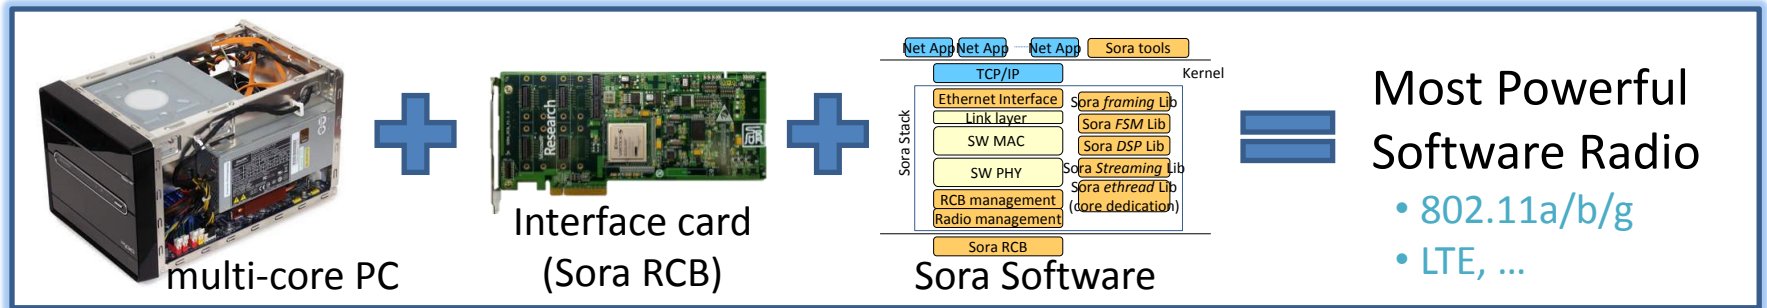 multi-core PC
Research
Interface card
(Sora RCB)
Net App Net App Net App Sora tools
TCP/IP
Kernel
Sora Stack
Ethernet Interface
Link layer
SW MAC
SW PHY
RCB management
Radio management
Sora framing Lib
Sora FSM Lib
Sora DSP Lib
Sora Streaming Lib
Sora ethread Lib
(core dedication)
Sora RCB
Sora Software
Most Powerful
Software Radio
• 802.11a/b/g
• LTE, ...